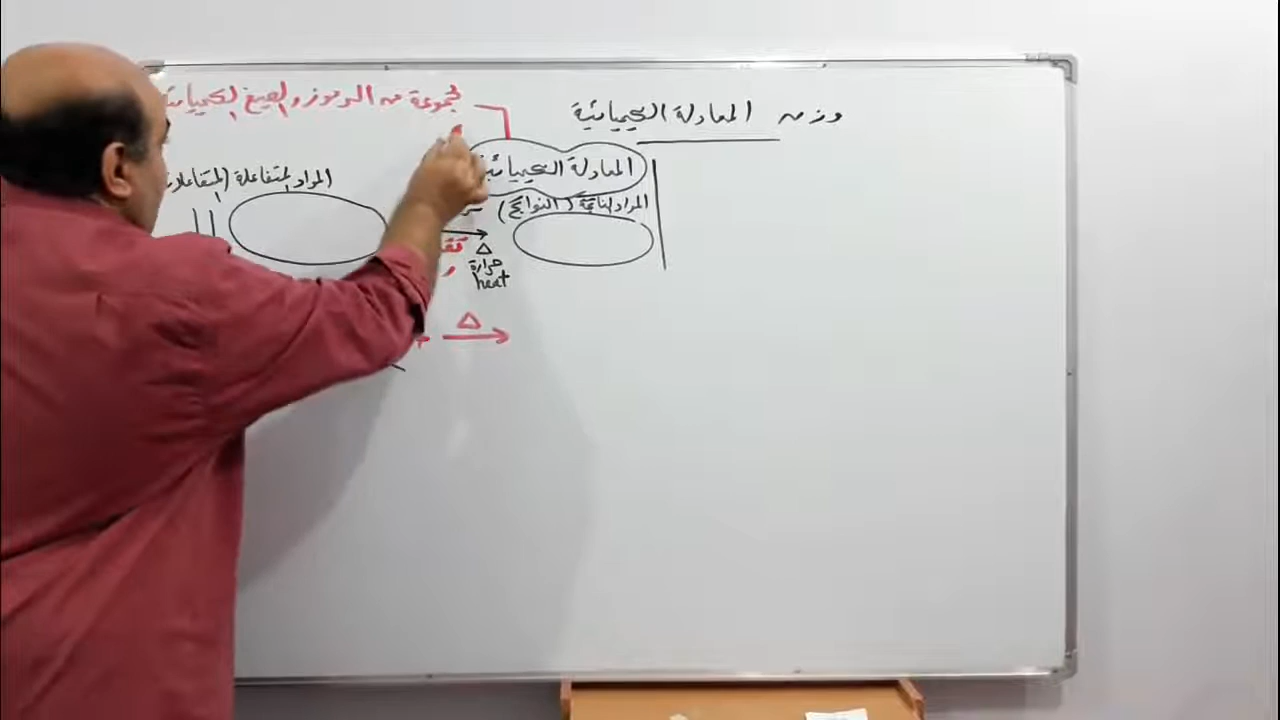 وزن المعادلة الكيميائية
مجموعة من الرموز والصيغ الكيميائية
المعادلة الكيميائية
المواد المتفاعلة (المتفاعلات
المواد الناتجة (النواتج)
Δ
حرارة
heat
Δ
+